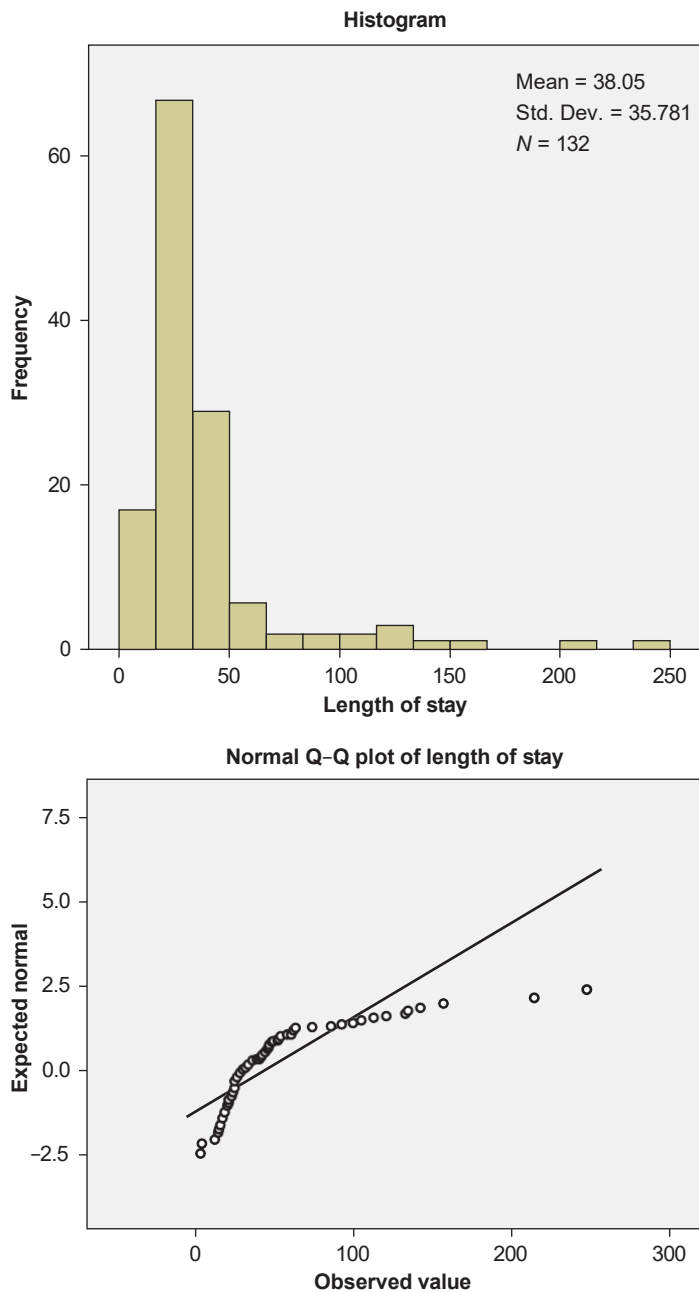 Histogram
Mean = 38.05
Std. Dev. = 35.781
N = 132
Frequency
60
40
20
0
0 50 100 150 200 250
Length of stay
Normal Q–Q plot of length of stay
Expected normal
7.5
5.0
2.5
0.0
–2.5
0 100 200 300
Observed value